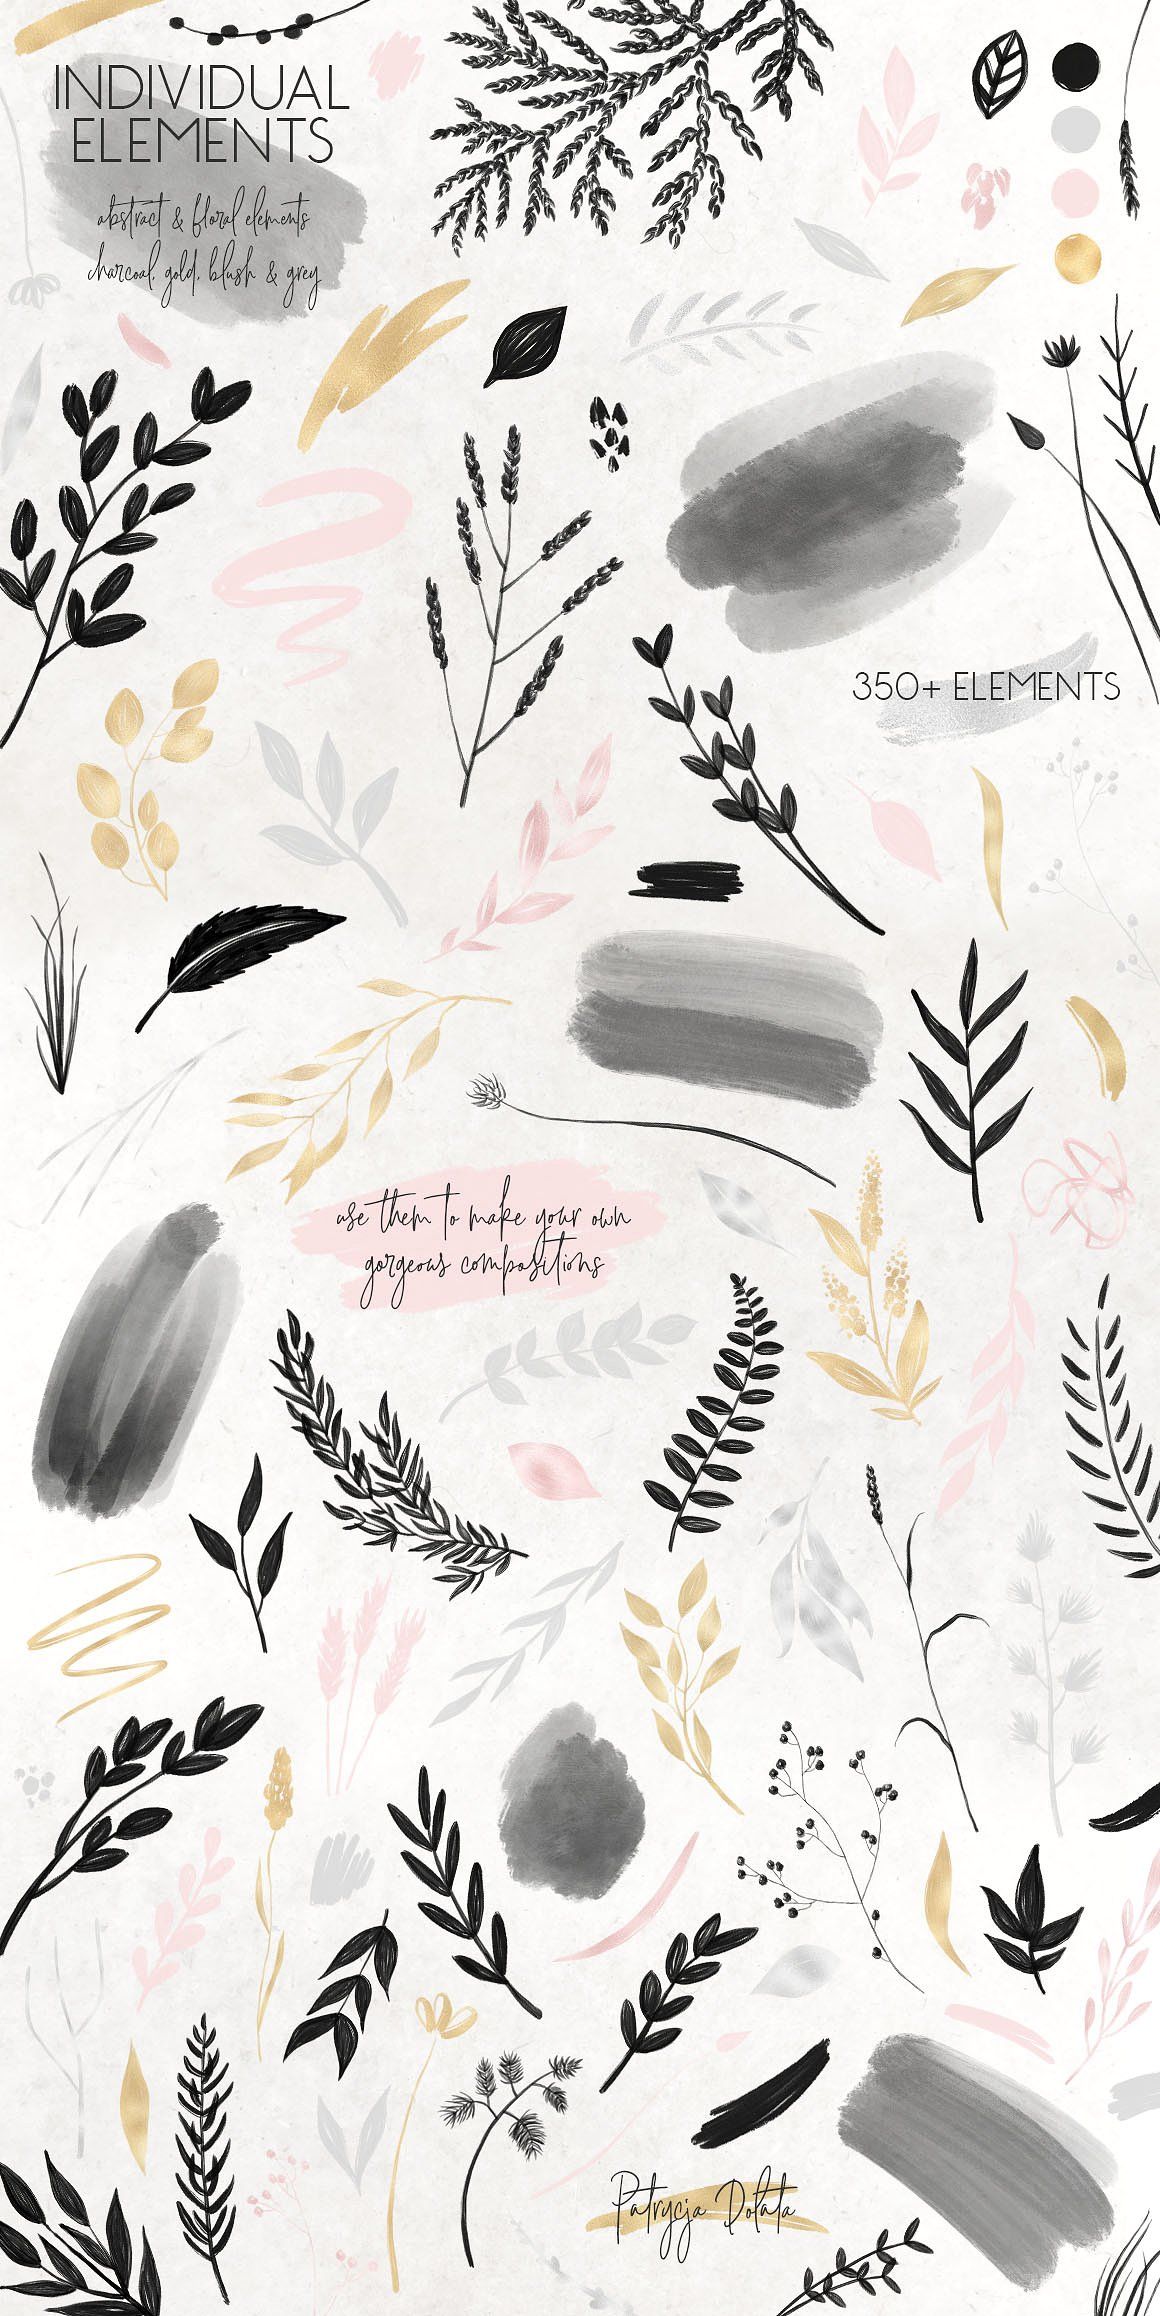 INDIVIDUAL
ELEMENTS
abstract & floral elements
charcoal, gold, blush & grey
350+ ELEMENTS
use them to make your own
gorgeous compositions
Patrycja Dolata